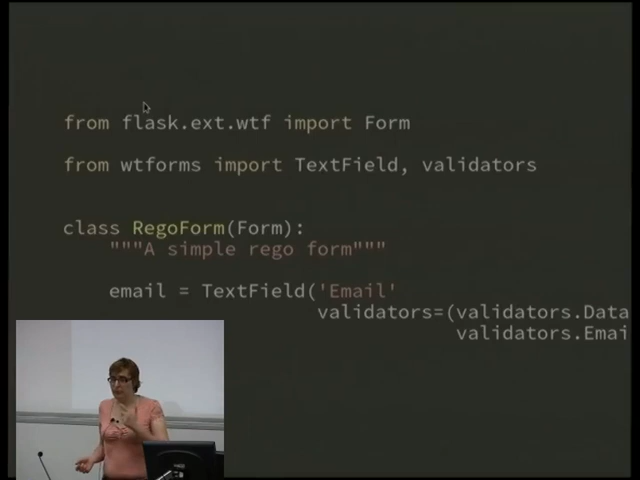 from flask.ext.wtf import Form
from wtforms import TextField, validators
class RegoForm(Form):
"""A simple rego form"""
email = TextField('Email'
validators=(validators.Data
validators.Emai